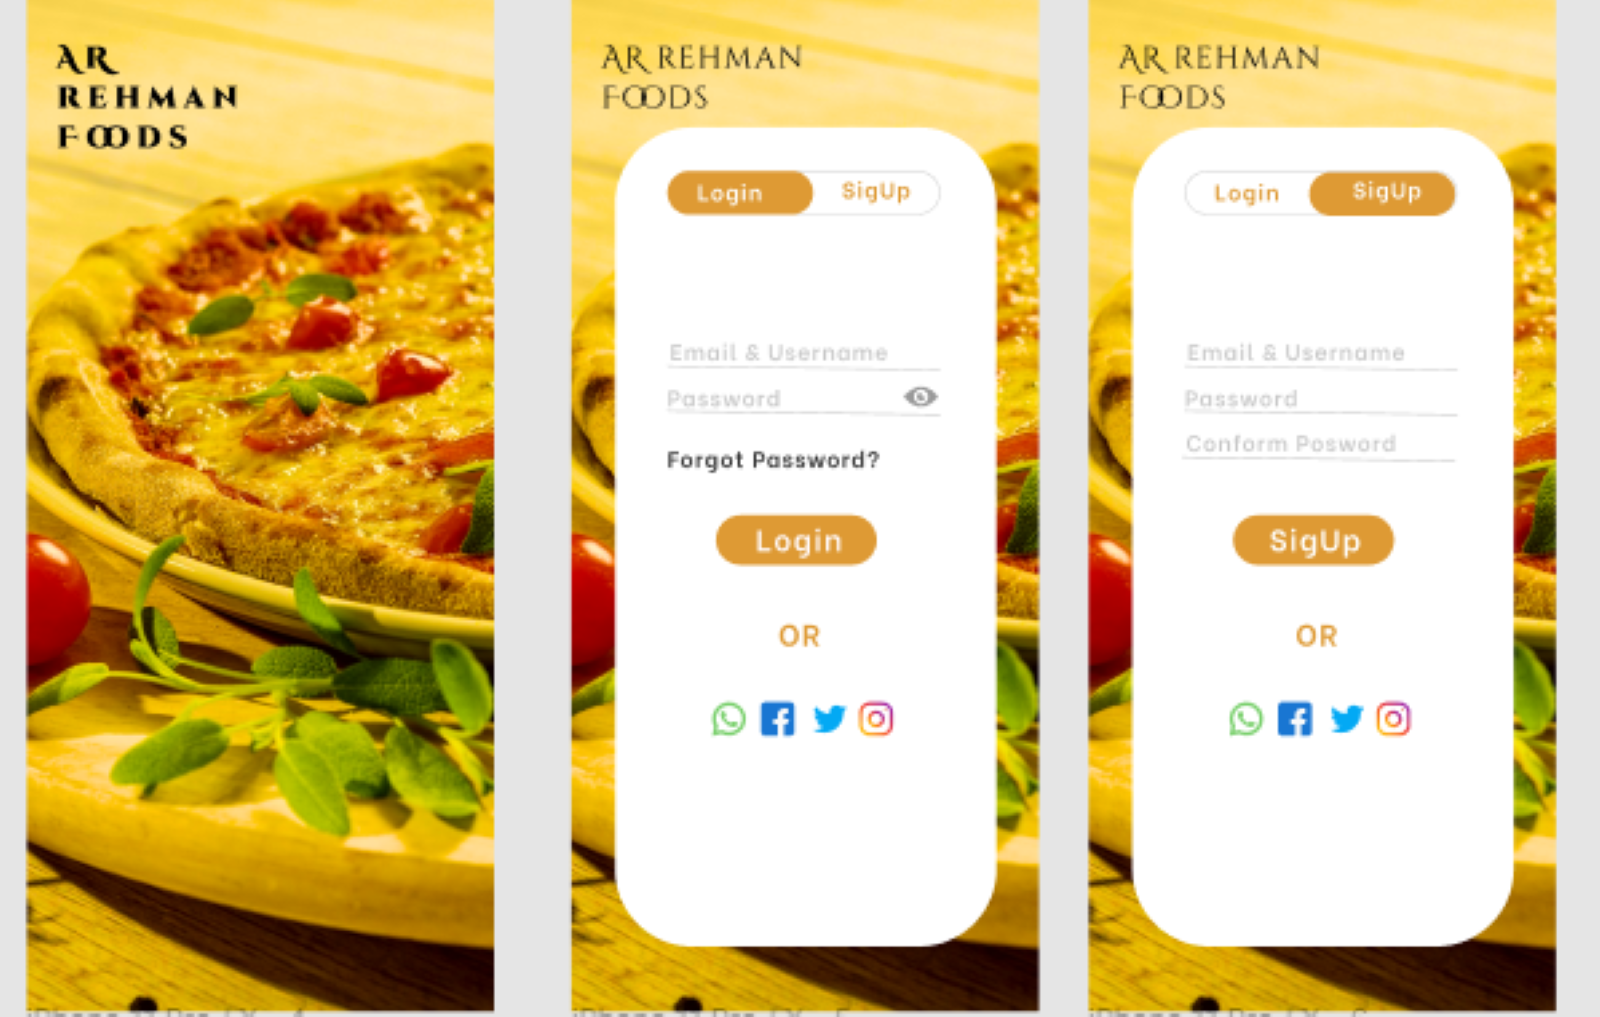 AR
REHMAN
FOODS
AR REHMAN
FOODS
Login SigUp
Email & Username
Password
Forgot Password?
Login
OR
AR REHMAN
FOODS
Login SigUp
Email & Username
Password
Conform Posword
SigUp
OR